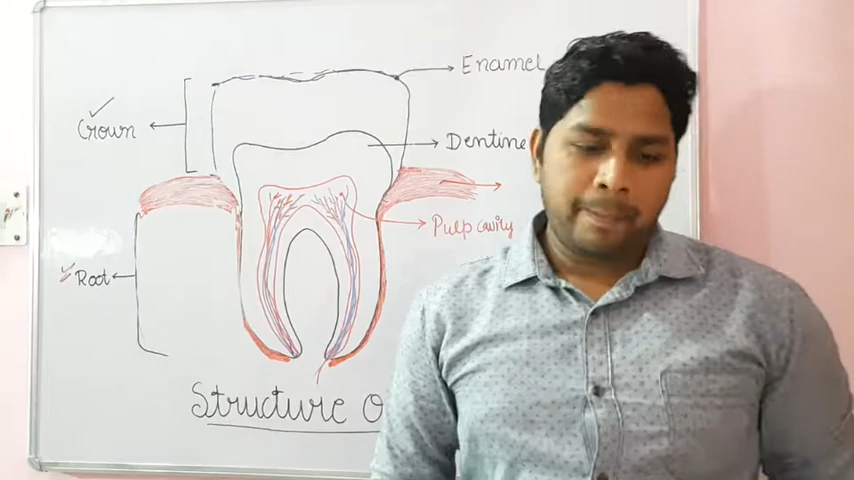 Enamel
Crown
Dentine
Pulp cavity
Root
Structure O